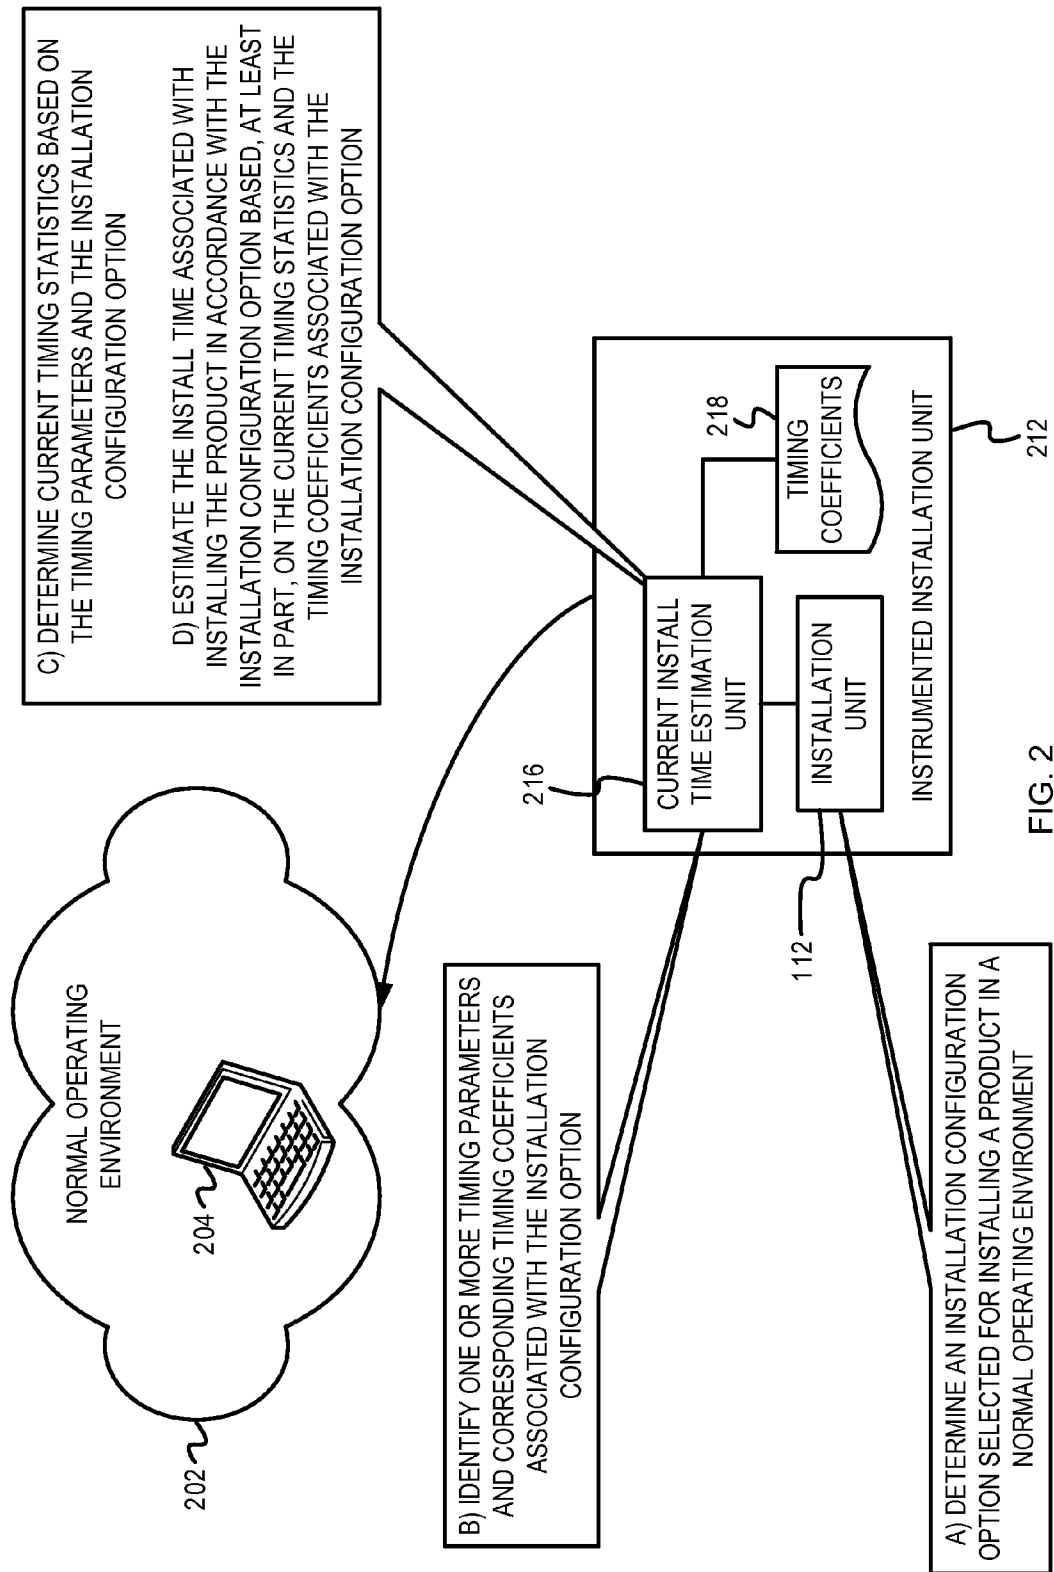 NORMAL OPERATING
ENVIRONMENT
204
202
C) DETERMINE CURRENT TIMING STATISTICS BASED ON
THE TIMING PARAMETERS AND THE INSTALLATION
CONFIGURATION OPTION
D) ESTIMATE THE INSTALL TIME ASSOCIATED WITH
INSTALLING THE PRODUCT IN ACCORDANCE WITH THE
INSTALLATION CONFIGURATION OPTION BASED, AT LEAST
IN PART, ON THE CURRENT TIMING STATISTICS AND THE
TIMING COEFFICIENTS ASSOCIATED WITH THE
INSTALLATION CONFIGURATION OPTION
B) IDENTIFY ONE OR MORE TIMING PARAMETERS
AND CORRESPONDING TIMING COEFFICIENTS
ASSOCIATED WITH THE INSTALLATION
CONFIGURATION OPTION
216
CURRENT INSTALL
TIME ESTIMATION
UNIT
218
TIMING
COEFFICIENTS
112
INSTALLATION
UNIT
INSTRUMENTED INSTALLATION UNIT
212
A) DETERMINE AN INSTALLATION CONFIGURATION
OPTION SELECTED FOR INSTALLING A PRODUCT IN A
NORMAL OPERATING ENVIRONMENT
FIG. 2